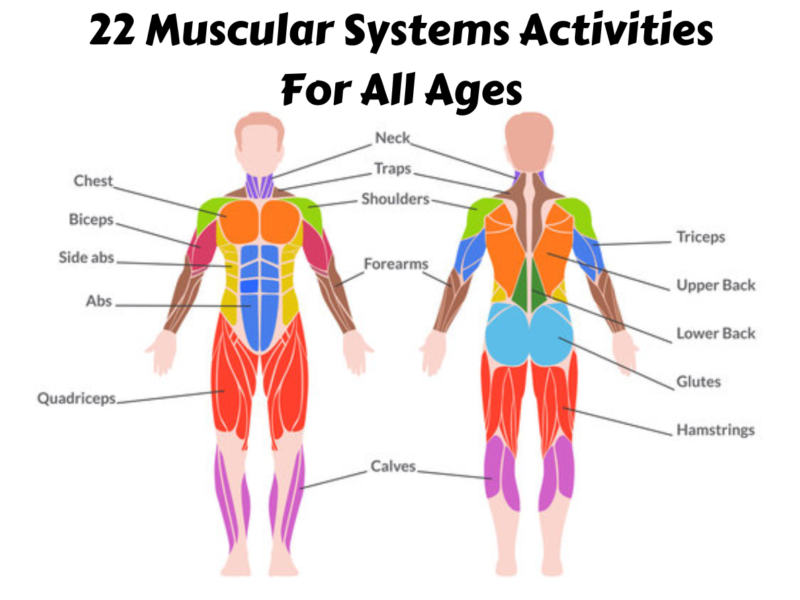 22 Muscular Systems Activities
For All Ages
Neck
Traps
Shoulders
Forearms
Calves
Chest
Biceps
Side abs
Abs
Quadriceps
Triceps
Upper Back
Lower Back
Glutes
Hamstrings